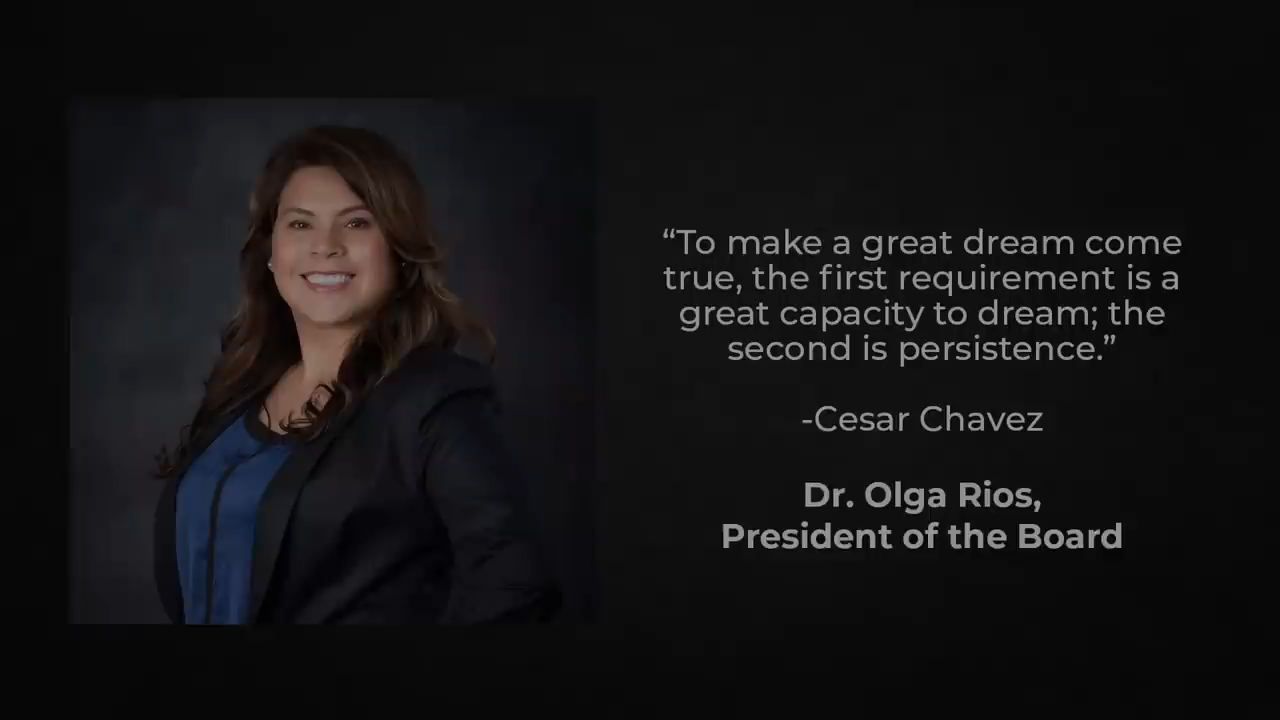 “To make a great dream come
true, the first requirement is a
great capacity to dream; the
second is persistence.”
-Cesar Chavez
Dr. Olga Rios,
President of the Board